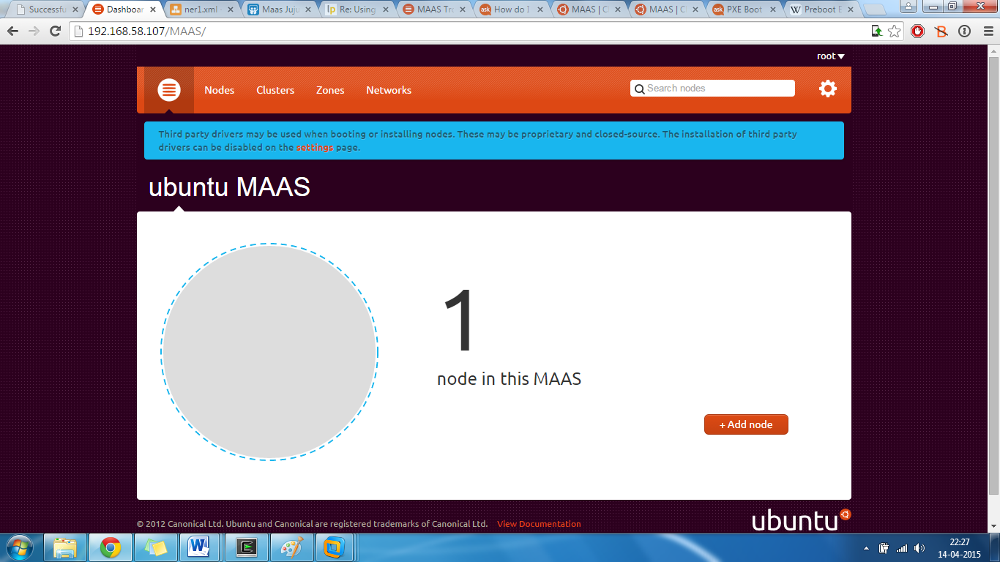 Successfu
Dashboar
ner1.xml
Maas Juju
Re: Using
MAAS Tro
How do I
MAAS | C
MAAS | C
PXE Boot
Preboot E
192.168.58.107/MAAS/
root
Nodes
Clusters
Zones
Networks
Search nodes
Third party drivers may be used when booting or installing nodes. These may be proprietary and closed-source. The installation of third party
drivers can be disabled on the settings page.
ubuntu MAAS
1
node in this MAAS
+ Add node
© 2012 Canonical Ltd. Ubuntu and Canonical are registered trademarks of Canonical Ltd.
View Documentation
ubuntu
22:27
14-04-2015